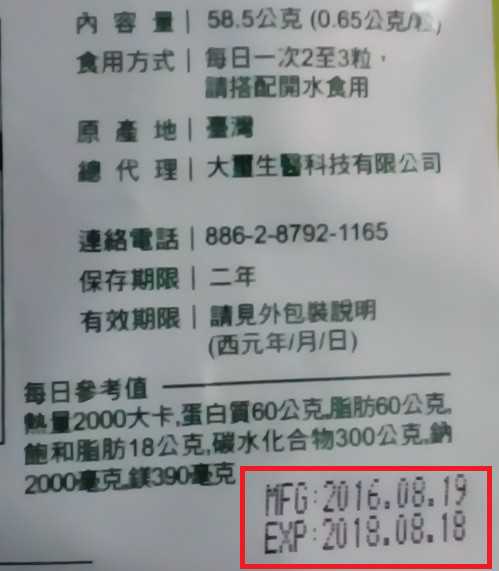 內容量｜58.5公克 (0.65公克/粒)
食用方式｜每日一次2至3粒，
請搭配開水食用
原產地｜臺灣
總代理｜大量生醫科技有限公司
連絡電話｜886-2-8792-1165
保存期限｜二年
有效期限｜請見外包裝說明
(西元年/月/日)
每日參考值
熱量2000大卡,蛋白質60公克,脂肪60公克,
飽和脂肪18公克,碳水化合物300公克,鈉
2000毫克,鎂390毫克
MFG:2016.08.19
EXP:2018.08.18